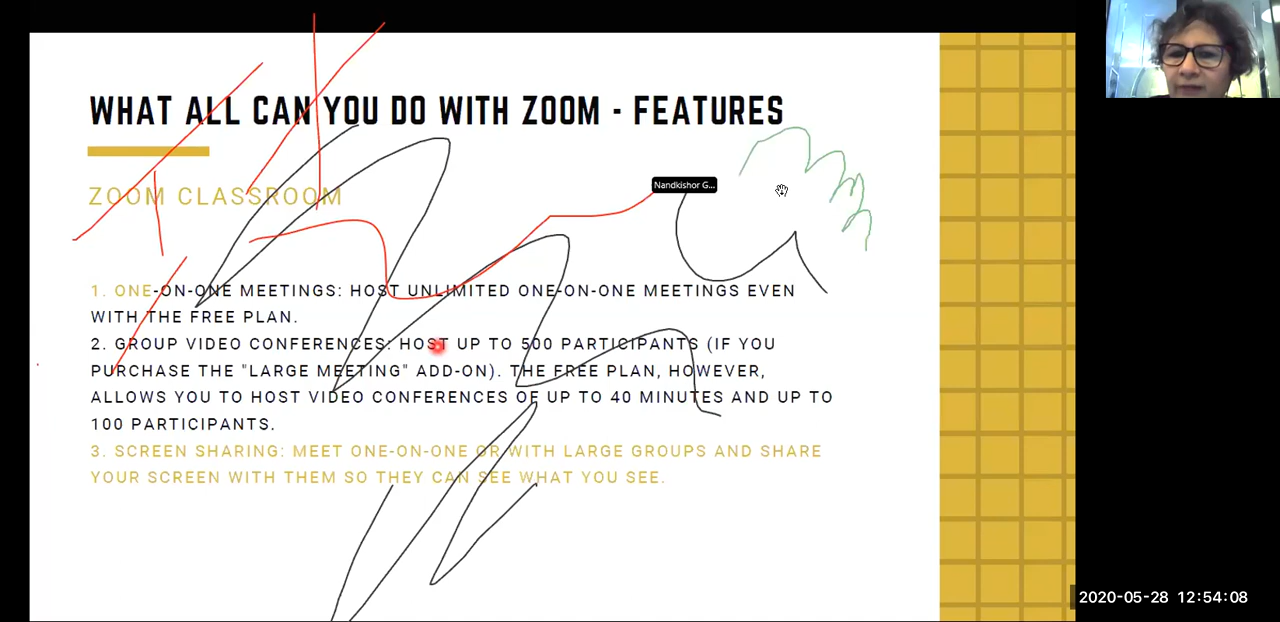 WHAT ALL CAN YOU DO WITH ZOOM - FEATURES
ZOOM CLASSROOM
Nandkishor G...
1. ONE-ON-ONE MEETINGS: HOST UNLIMITED ONE-ON-ONE MEETINGS EVEN
WITH THE FREE PLAN.
2. GROUP VIDEO CONFERENCES: HOST UP TO 500 PARTICIPANTS (IF YOU
PURCHASE THE "LARGE MEETING" ADD-ON). THE FREE PLAN, HOWEVER,
ALLOWS YOU TO HOST VIDEO CONFERENCES OF UP TO 40 MINUTES AND UP TO
100 PARTICIPANTS.
3. SCREEN SHARING: MEET ONE-ON-ONE OR WITH LARGE GROUPS AND SHARE
YOUR SCREEN WITH THEM SO THEY CAN SEE WHAT YOU SEE.
2020-05-28 12:54:08